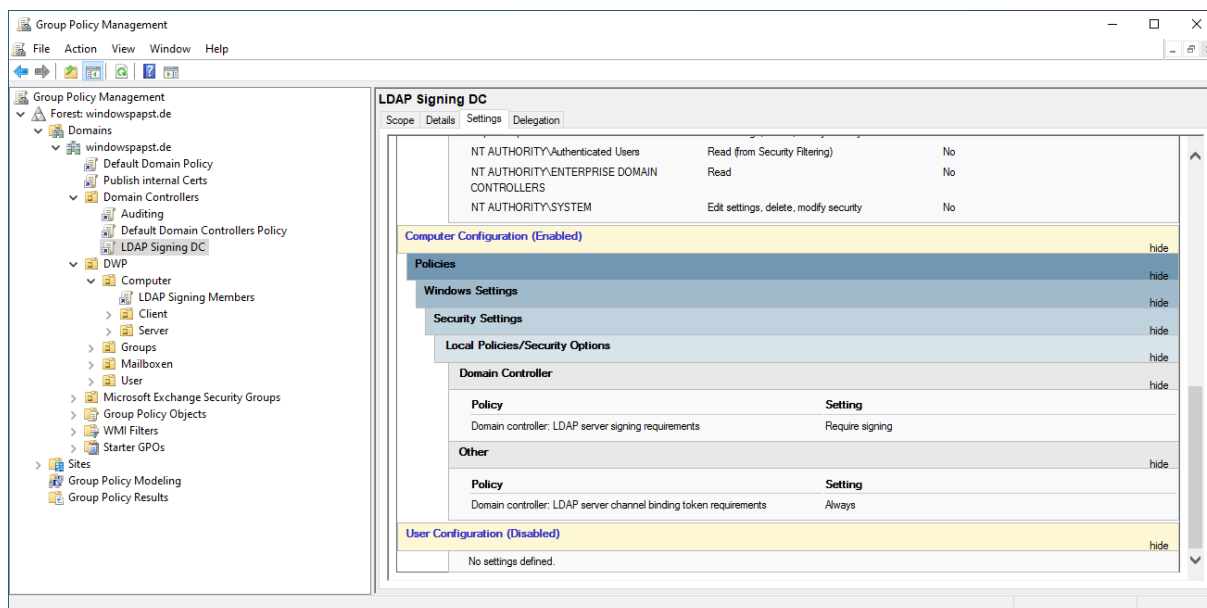 Group Policy Management
File Action View Window Help
Group Policy Management
Forest: windowspapst.de
Domains
windowspapst.de
Default Domain Policy
Publish internal Certs
Domain Controllers
Auditing
Default Domain Controllers Policy
LDAP Signing DC
DWP
Computer
LDAP Signing Members
Client
Server
Groups
Mailboxen
User
Microsoft Exchange Security Groups
Group Policy Objects
WMI Filters
Starter GPOs
Sites
Group Policy Modeling
Group Policy Results
LDAP Signing DC
Scope Details Settings Delegation
NT AUTHORITY\Authenticated Users Read (from Security Filtering) No
NT AUTHORITY\ENTERPRISE DOMAIN Read No
CONTROLLERS
NT AUTHORITY\SYSTEM Edit settings, delete, modify security No
Computer Configuration (Enabled)
hide
Policies
hide
Windows Settings
hide
Security Settings
hide
Local Policies/Security Options
hide
Domain Controller
hide
Policy Setting
Domain controller: LDAP server signing requirements Require signing
Other
hide
Policy Setting
Domain controller: LDAP server channel binding token requirements Always
User Configuration (Disabled)
hide
No settings defined.